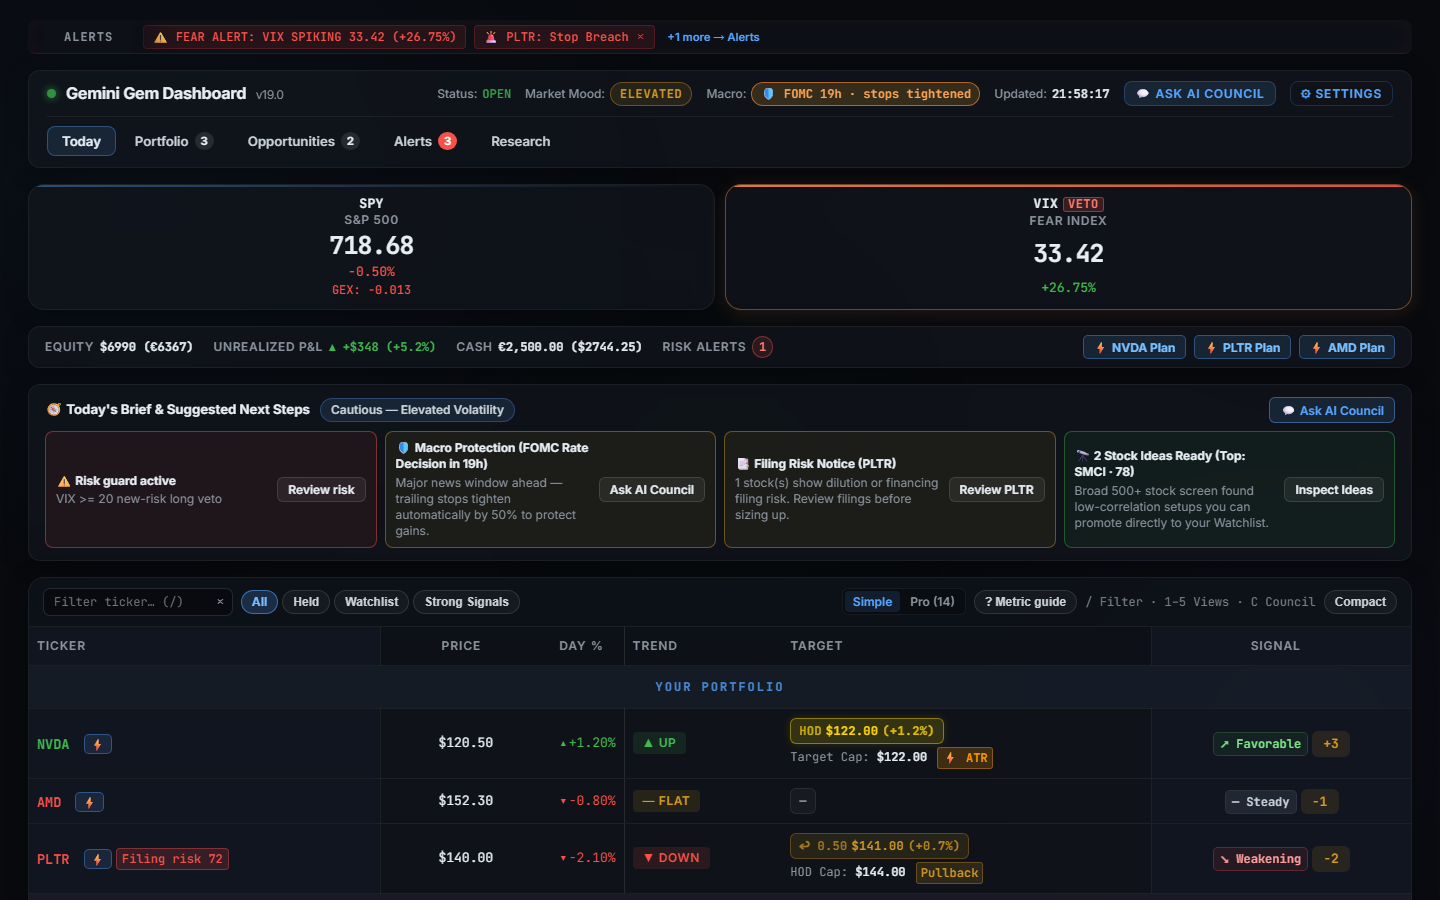 ALERTS ⚠️ FEAR ALERT: VIX SPIKING 33.42 (+26.75%) 🚨 PLTR: Stop Breach × +1 more → Alerts
Gemini Gem Dashboard v19.0 Status: OPEN Market Mood: ELEVATED Macro: 🛡️ FOMC 19h · stops tightened Updated: 21:58:17 💬 ASK AI COUNCIL ⚙ SETTINGS
Today Portfolio 3 Opportunities 2 Alerts 3 Research
SPY
S&P 500
718.68
-0.50%
GEX: -0.013
VIX VETO
FEAR INDEX
33.42
+26.75%
EQUITY $6990 (€6367) UNREALIZED P&L ▲ +$348 (+5.2%) CASH €2,500.00 ($2744.25) RISK ALERTS 1 ⚡ NVDA Plan ⚡ PLTR Plan ⚡ AMD Plan
🧭 Today's Brief & Suggested Next Steps Cautious — Elevated Volatility 💬 Ask AI Council
⚠️ Risk guard active
VIX >= 20 new-risk long veto
Review risk
🛡️ Macro Protection (FOMC Rate
Decision in 19h)
Major news window ahead —
trailing stops tighten
automatically by 50% to protect
gains.
Ask AI Council
📑 Filing Risk Notice (PLTR)
1 stock(s) show dilution or financing
filing risk. Review filings before
sizing up.
Review PLTR
🔭 2 Stock Ideas Ready (Top:
SMCI · 78)
Broad 500+ stock screen found
low-correlation setups you can
promote directly to your Watchlist.
Inspect Ideas
Filter ticker… (/) × All Held Watchlist Strong Signals Simple Pro (14) ? Metric guide / Filter · 1–5 Views · C Council Compact
TICKER PRICE DAY % TREND TARGET SIGNAL
YOUR PORTFOLIO
NVDA ⚡ $120.50 ▲+1.20% ▲ UP HOD $122.00 (+1.2%) ↗ Favorable +3
Target Cap: $122.00 ⚡ ATR
AMD ⚡ $152.30 ▼-0.80% — FLAT — — Steady -1
PLTR ⚡ Filing risk 72 $140.00 ▼-2.10% ▼ DOWN ↩ 0.50 $141.00 (+0.7%) ↘ Weakening -2
HOD Cap: $144.00 Pullback